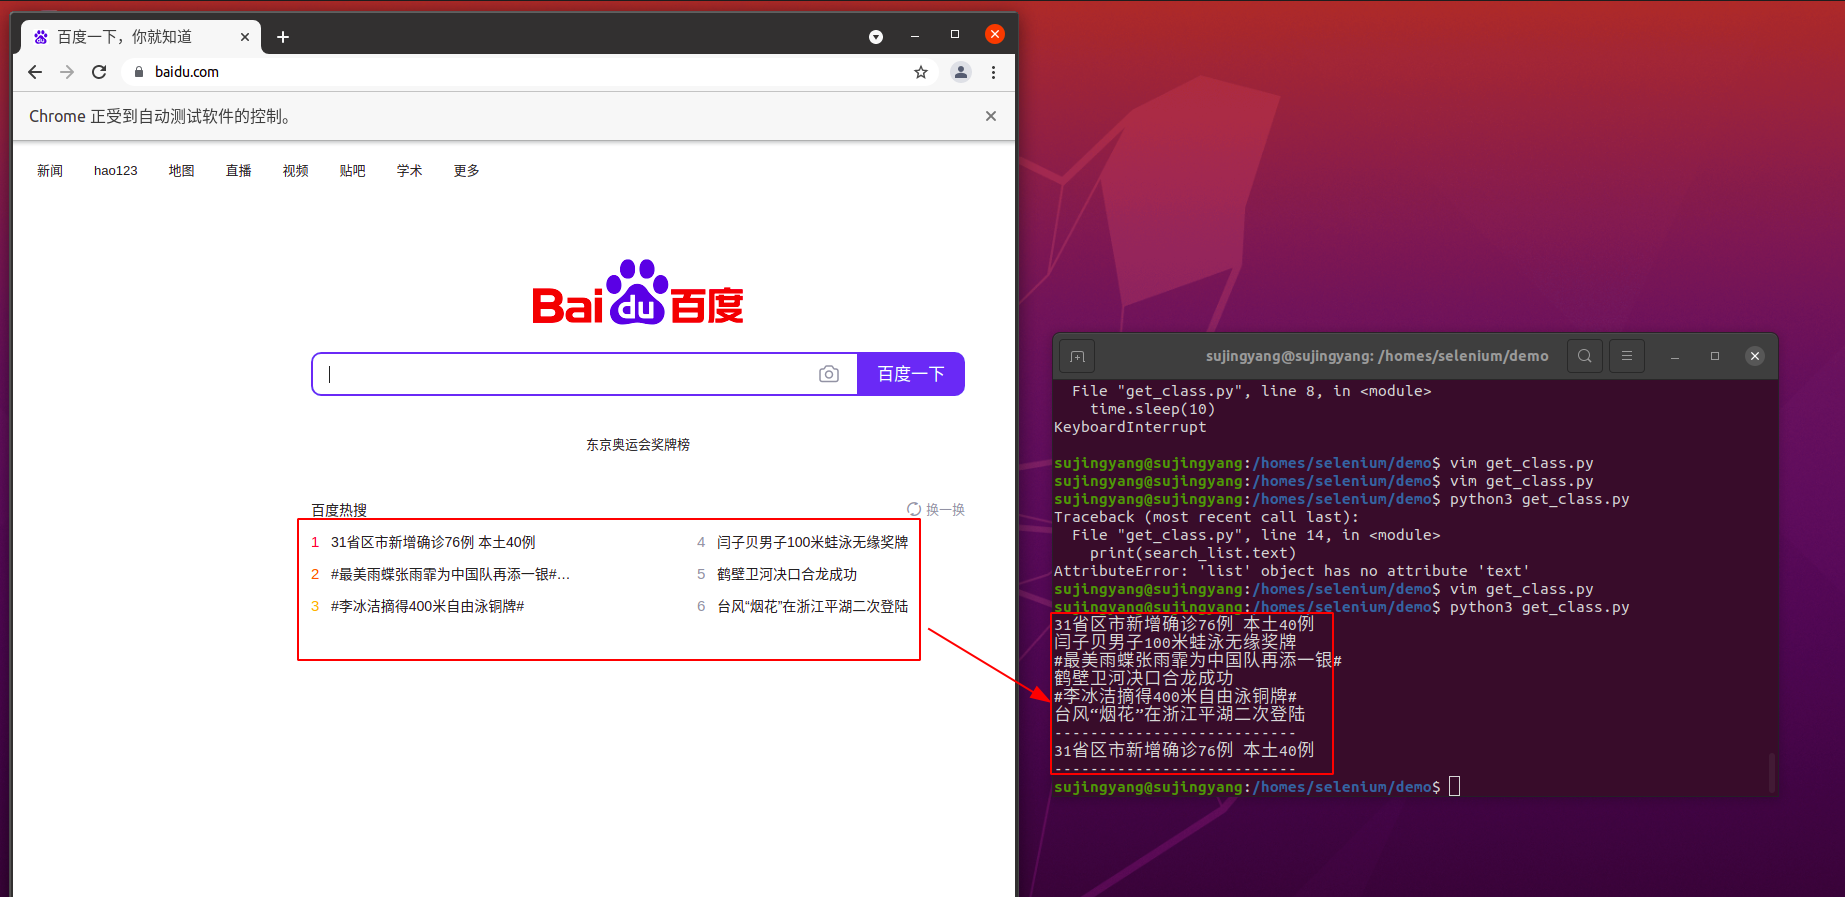 百度一下，你就知道
baidu.com
Chrome 正受到自动测试软件的控制。
新闻 hao123 地图 直播 视频 贴吧 学术 更多
Bai du 百度
百度一下
东京奥运会奖牌榜
百度热搜 换一换
1 31省区市新增确诊76例 本土40例 4 闫子贝男子100米蛙泳无缘奖牌
2 #最美雨蝶张雨霏为中国队再添一银#... 5 鹤壁卫河决口合龙成功
3 #李冰洁摘得400米自由泳铜牌# 6 台风“烟花”在浙江平湖二次登陆
sujingyang@sujingyang: /homes/selenium/demo
File "get_class.py", line 8, in <module>
time.sleep(10)
KeyboardInterrupt
sujingyang@sujingyang:/homes/selenium/demo$ vim get_class.py
sujingyang@sujingyang:/homes/selenium/demo$ vim get_class.py
sujingyang@sujingyang:/homes/selenium/demo$ python3 get_class.py
Traceback (most recent call last):
File "get_class.py", line 14, in <module>
print(search_list.text)
AttributeError: 'list' object has no attribute 'text'
sujingyang@sujingyang:/homes/selenium/demo$ vim get_class.py
sujingyang@sujingyang:/homes/selenium/demo$ python3 get_class.py
31省区市新增确诊76例 本土40例
闫子贝男子100米蛙泳无缘奖牌
#最美雨蝶张雨霏为中国队再添一银#
鹤壁卫河决口合龙成功
#李冰洁摘得400米自由泳铜牌#
台风“烟花”在浙江平湖二次登陆
---------------------------
31省区市新增确诊76例 本土40例
---------------------------
sujingyang@sujingyang:/homes/selenium/demo$